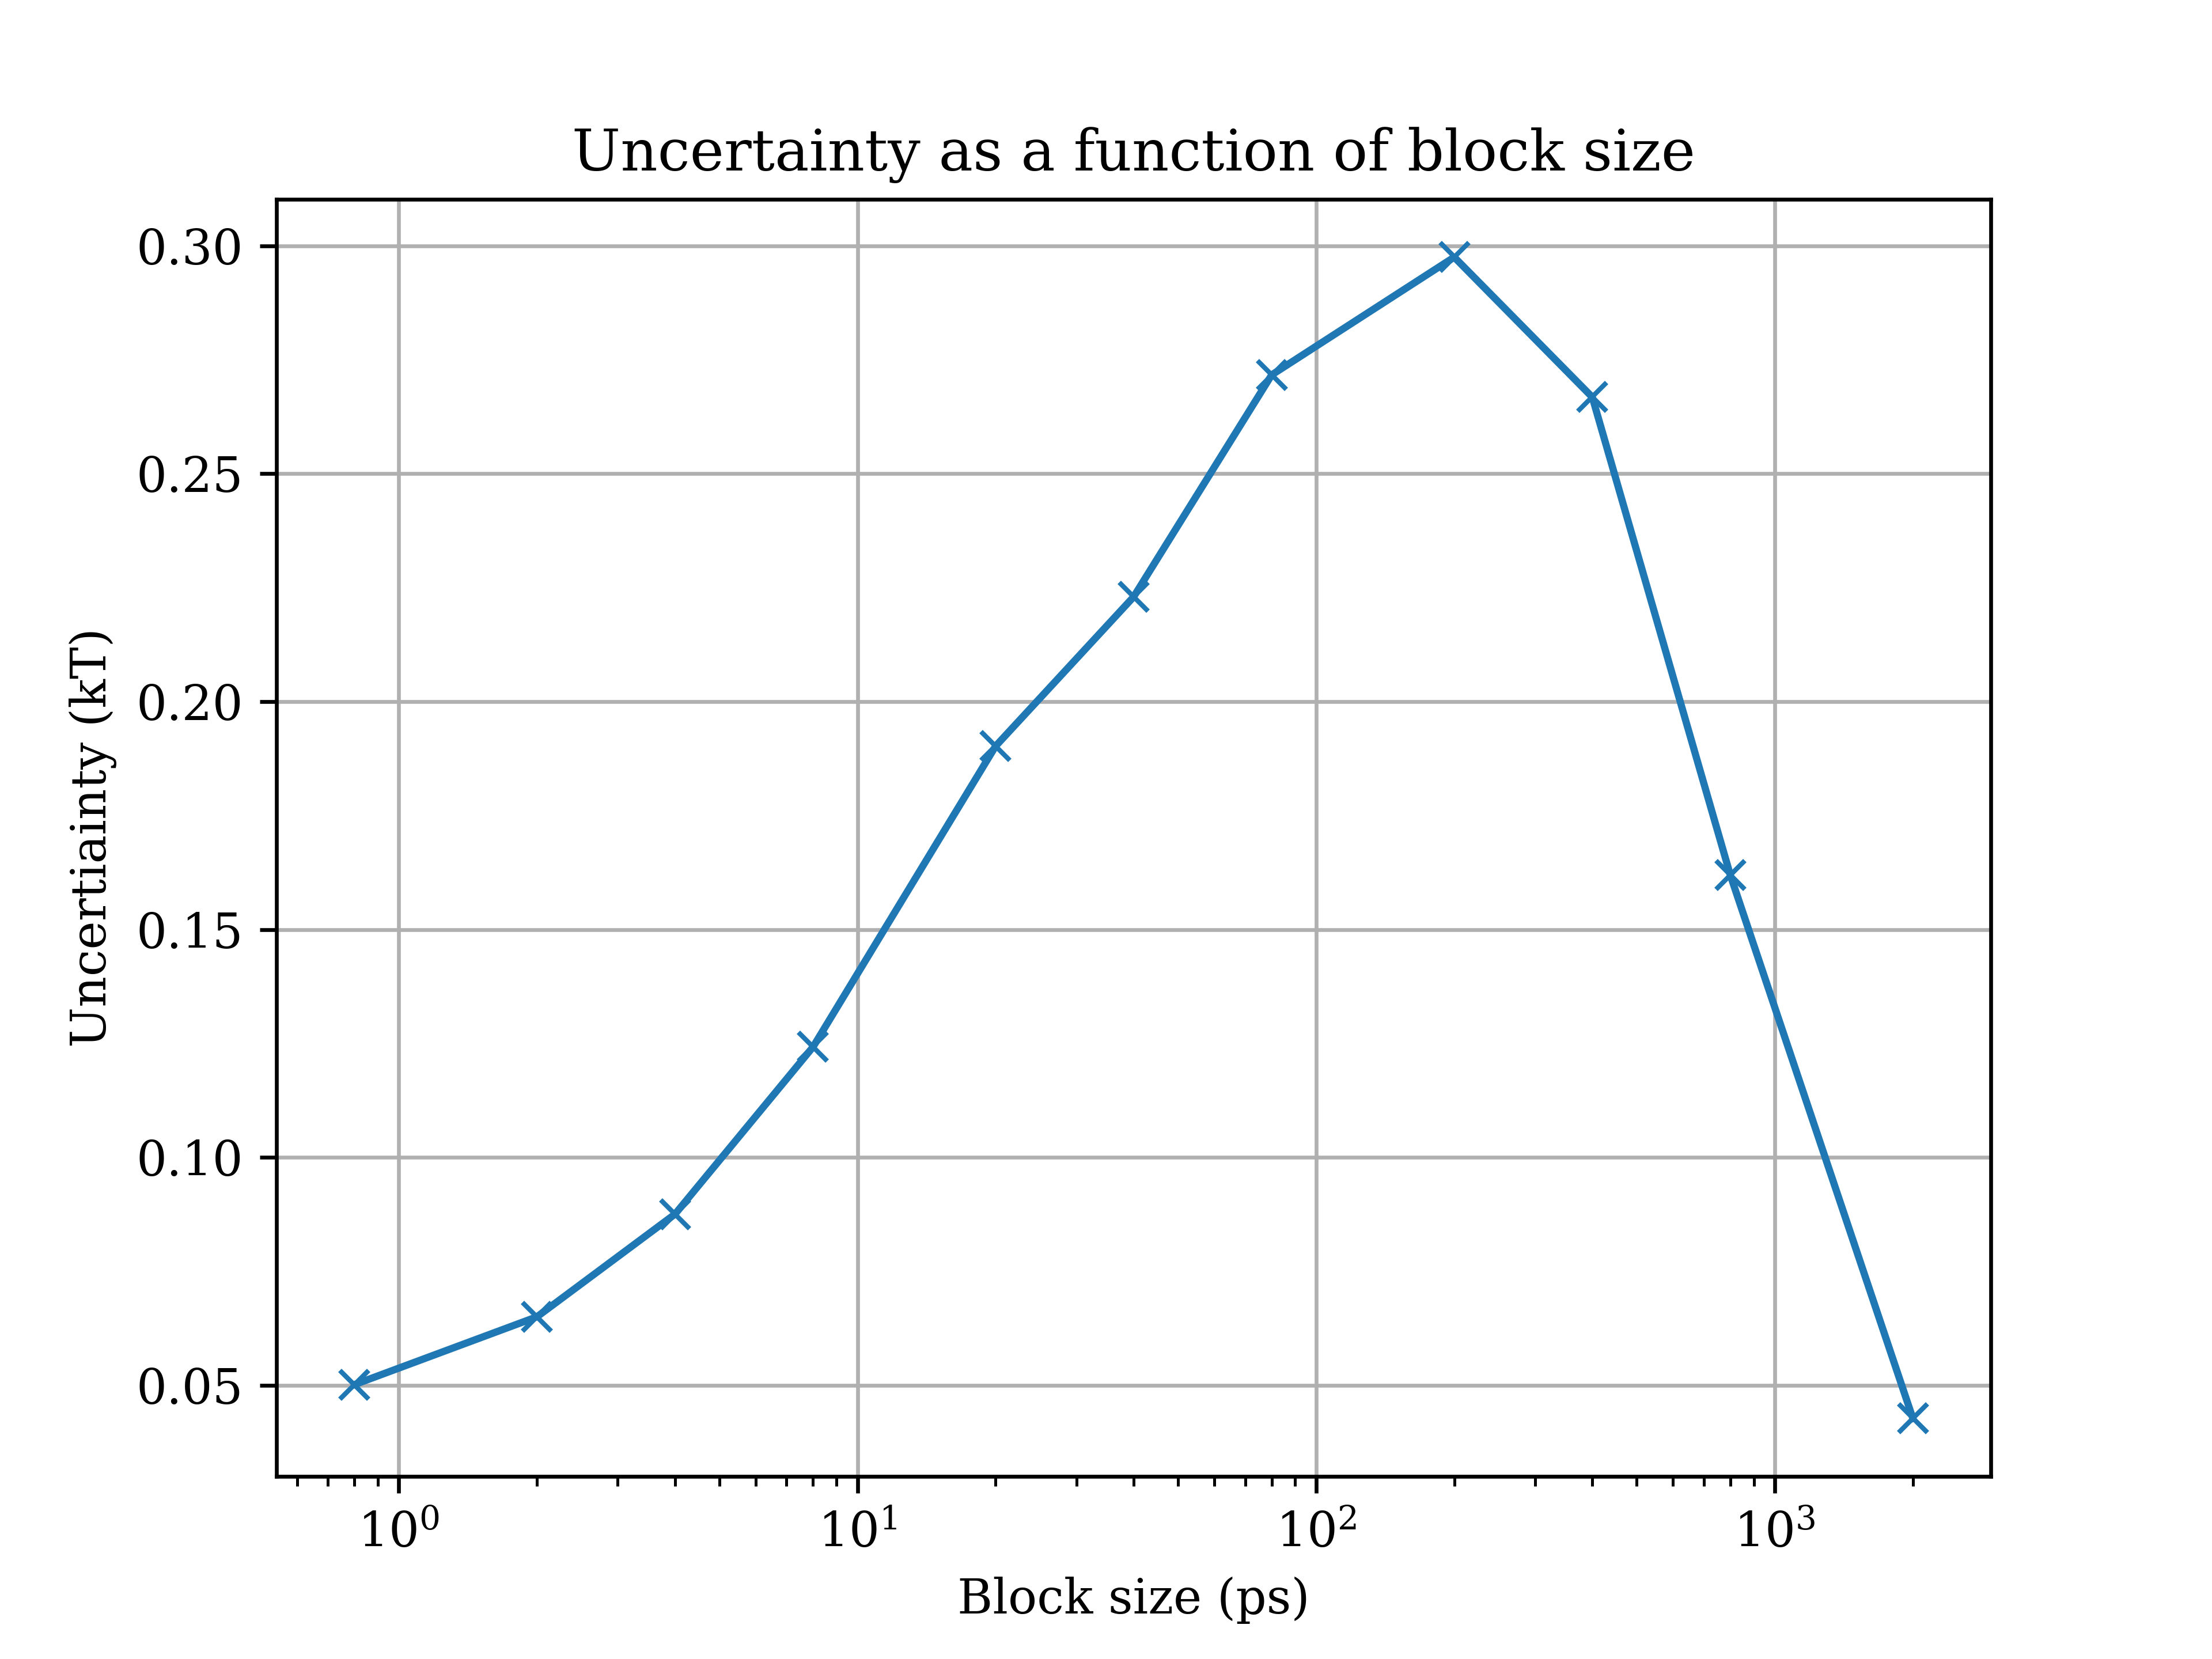 Uncertainty as a function of block size
0.30
0.25
0.20
0.15
0.10
0.05
Uncertiainty (kT)
10⁰ 10¹ 10² 10³
Block size (ps)